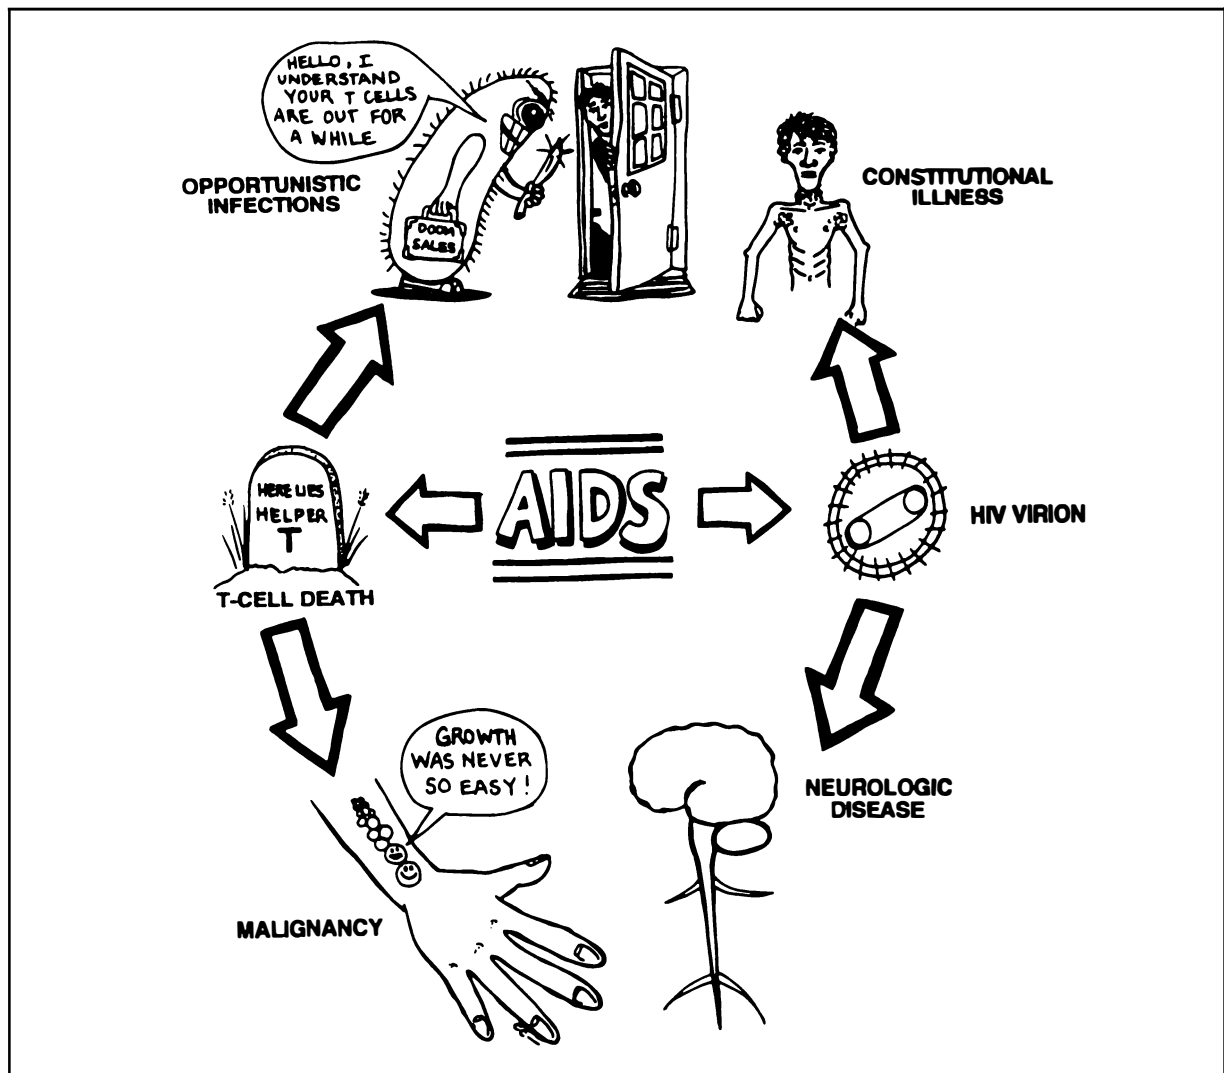 HELLO, I
UNDERSTAND
YOUR T CELLS
ARE OUT FOR
A WHILE
OPPORTUNISTIC
INFECTIONS
DOOM
SALES
CONSTITUTIONAL
ILLNESS
HERE LIES
HELPER
T
T-CELL DEATH
AIDS
HIV VIRION
GROWTH
WAS NEVER
SO EASY!
MALIGNANCY
NEUROLOGIC
DISEASE